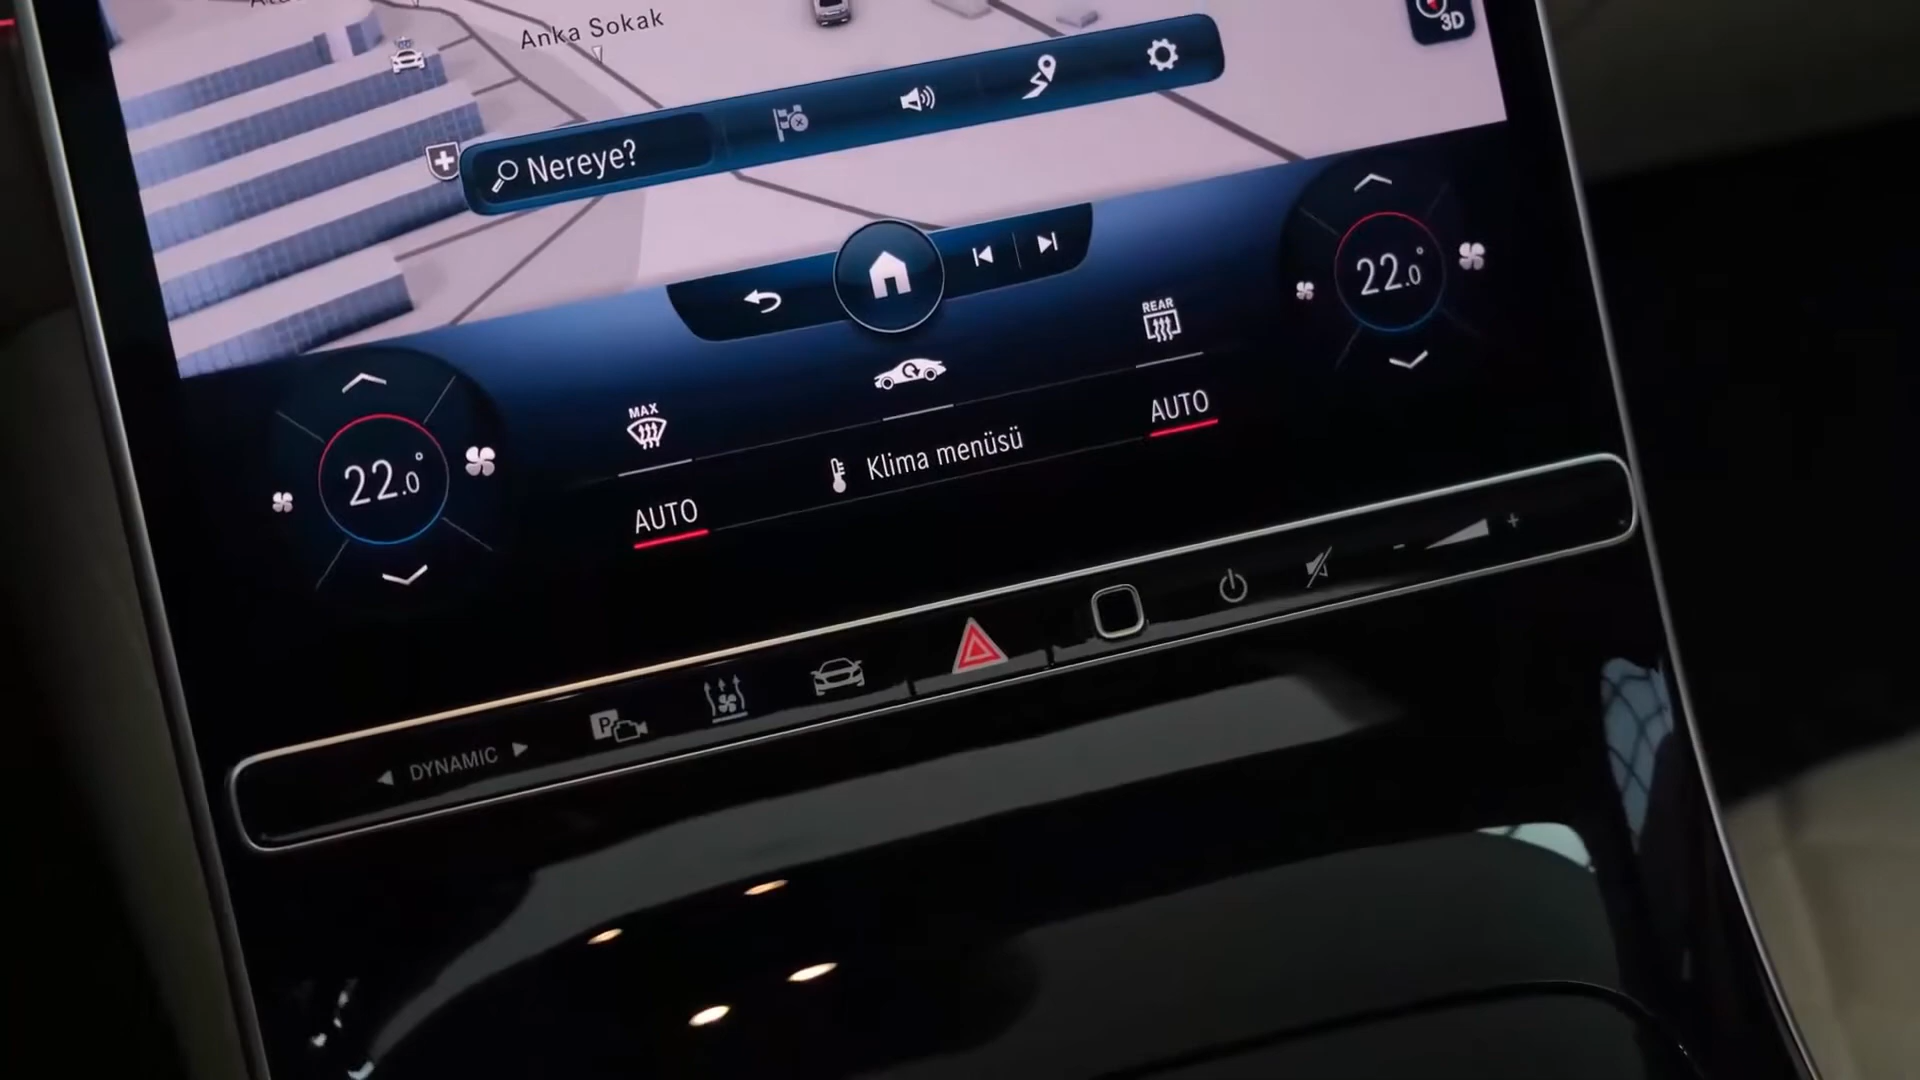 Anka Sokak
3D
Nereye?
REAR
22.0°
MAX
AUTO
22.0°
Klima menüsü
AUTO
DYNAMIC
P